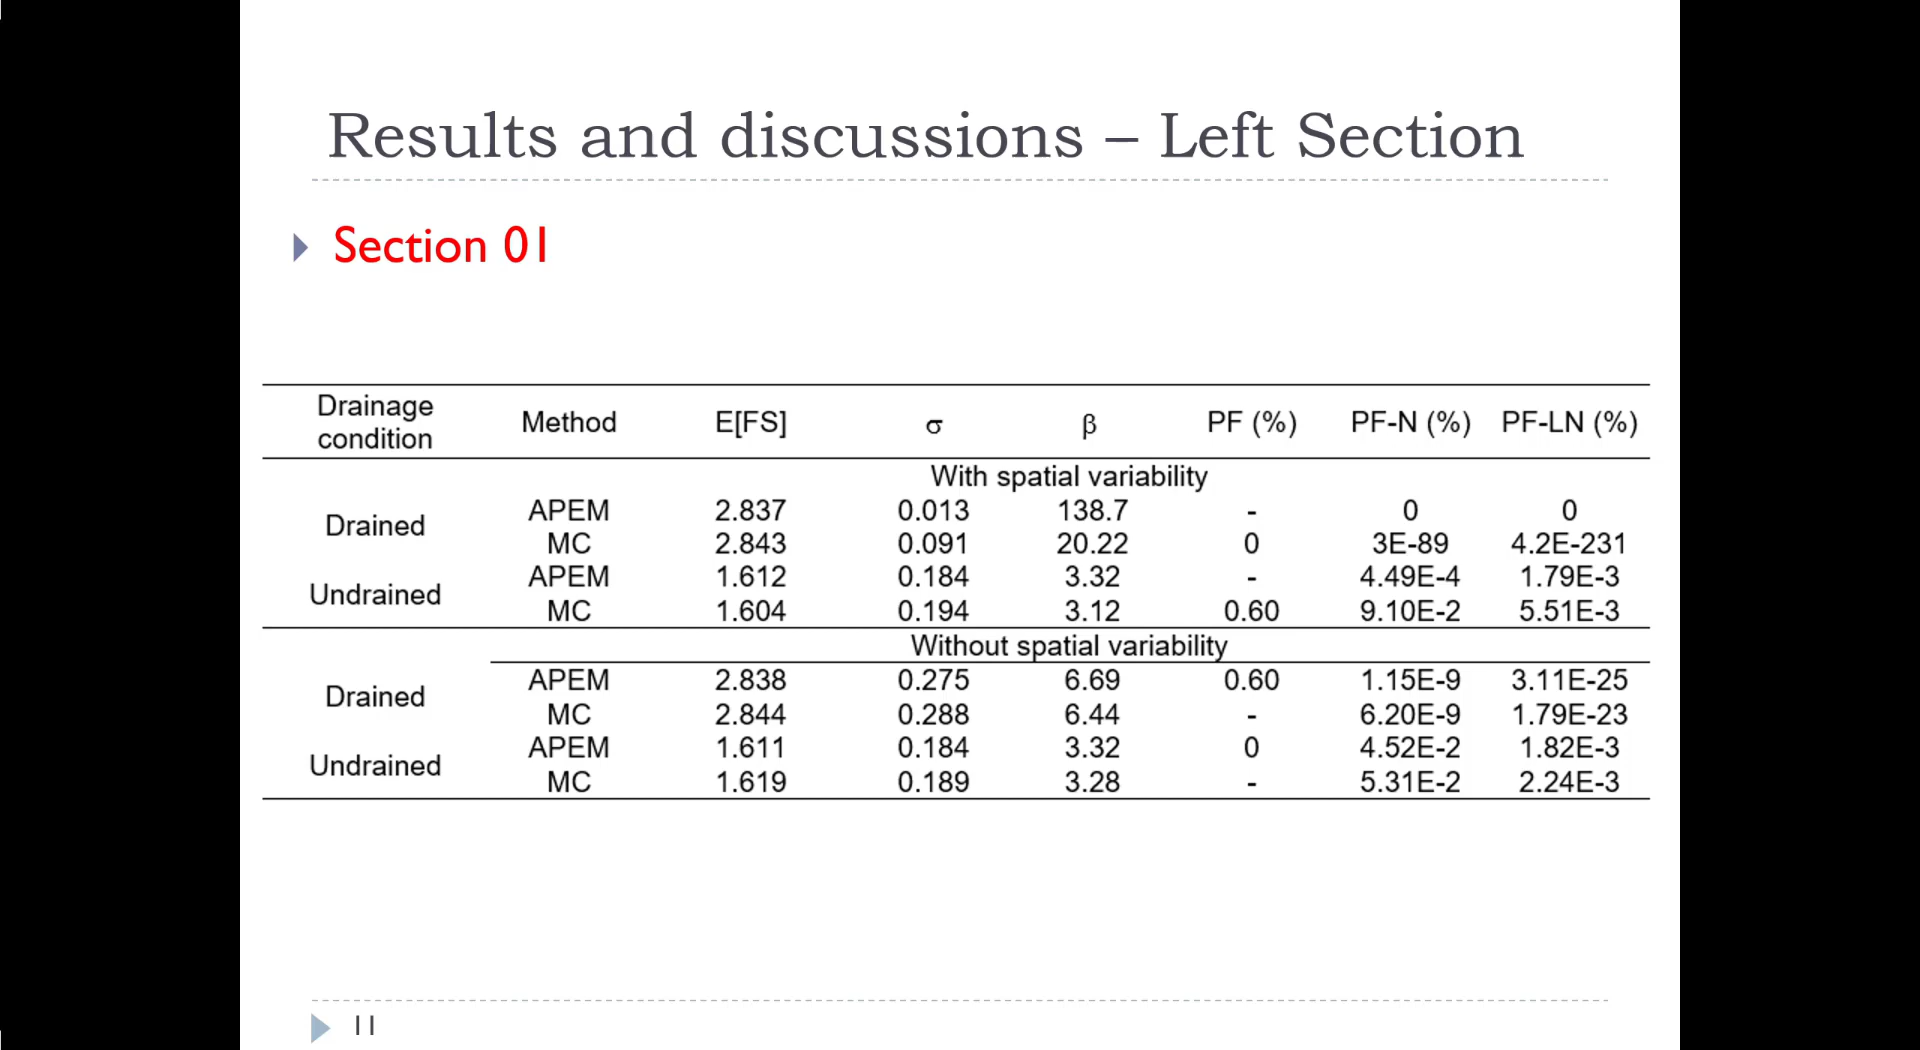 Results and discussions – Left Section
Section 01
Drainage condition Method E[FS] σ β PF (%) PF-N (%) PF-LN (%)
With spatial variability
Drained APEM 2.837 0.013 138.7 - 0 0
MC 2.843 0.091 20.22 0 3E-89 4.2E-231
Undrained APEM 1.612 0.184 3.32 - 4.49E-4 1.79E-3
MC 1.604 0.194 3.12 0.60 9.10E-2 5.51E-3
Without spatial variability
Drained APEM 2.838 0.275 6.69 0.60 1.15E-9 3.11E-25
MC 2.844 0.288 6.44 - 6.20E-9 1.79E-23
Undrained APEM 1.611 0.184 3.32 0 4.52E-2 1.82E-3
MC 1.619 0.189 3.28 - 5.31E-2 2.24E-3
11